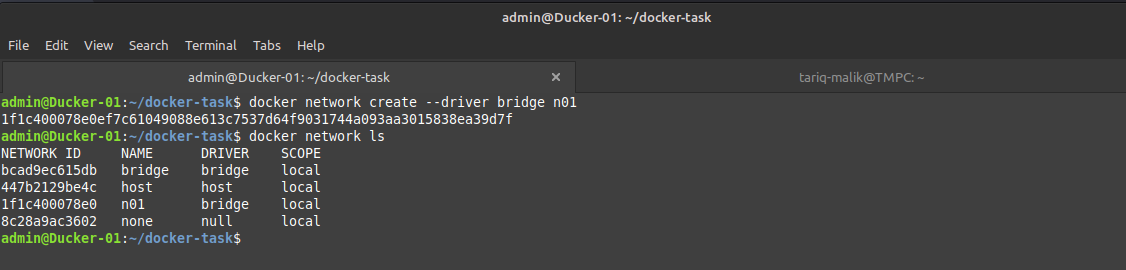 admin@Ducker-01: ~/docker-task
File Edit View Search Terminal Tabs Help
admin@Ducker-01: ~/docker-task × tariq-malik@TMPC: ~
admin@Ducker-01:~/docker-task$ docker network create --driver bridge n01
1f1c400078e0ef7c61049088e613c7537d64f9031744a093aa3015838ea39d7f
admin@Ducker-01:~/docker-task$ docker network ls
NETWORK ID     NAME      DRIVER    SCOPE
bcad9ec615db   bridge    bridge    local
447b2129be4c   host      host      local
1f1c400078e0   n01       bridge    local
8c28a9ac3602   none      null      local
admin@Ducker-01:~/docker-task$